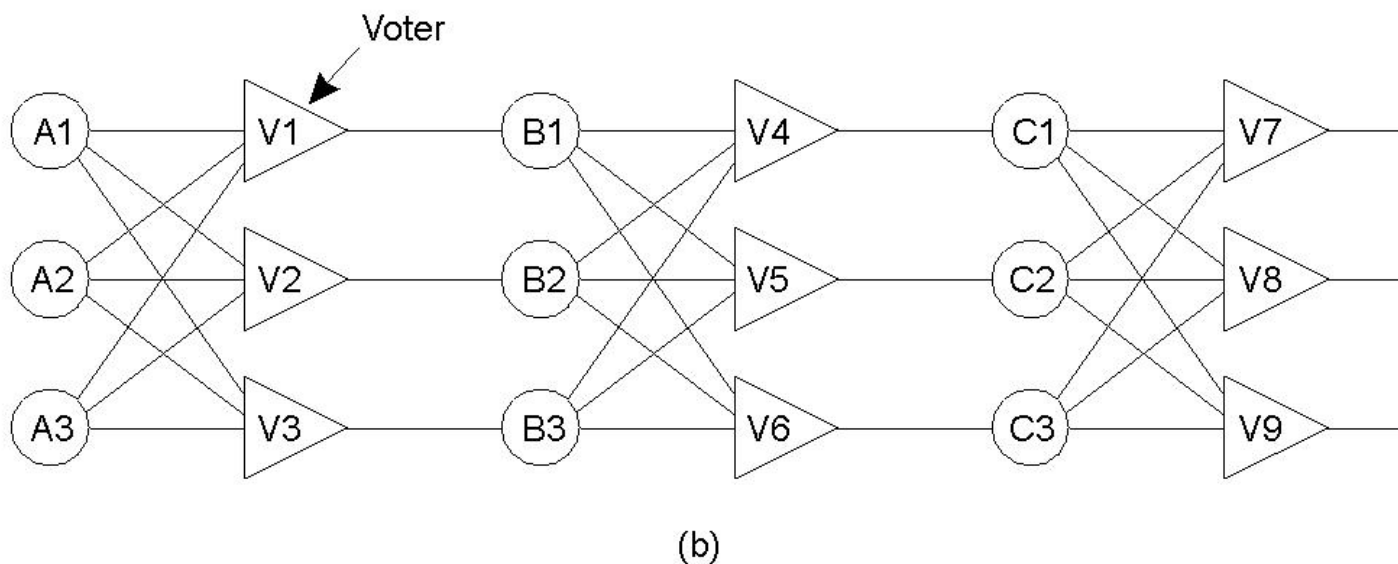 Voter
A1 V1 B1 V4 C1 V7
A2 V2 B2 V5 C2 V8
A3 V3 B3 V6 C3 V9
(b)